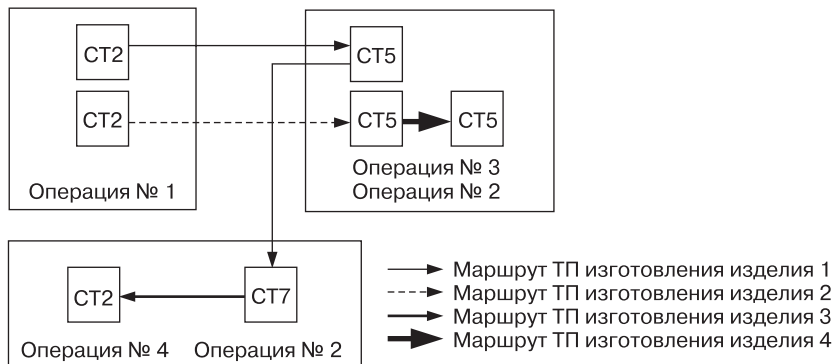 СТ2
СТ5
СТ2
СТ5
СТ5
Операция № 3
Операция № 1
Операция № 2
СТ2
СТ7
Операция № 4
Операция № 2
Маршрут ТП изготовления изделия 1
Маршрут ТП изготовления изделия 2
Маршрут ТП изготовления изделия 3
Маршрут ТП изготовления изделия 4